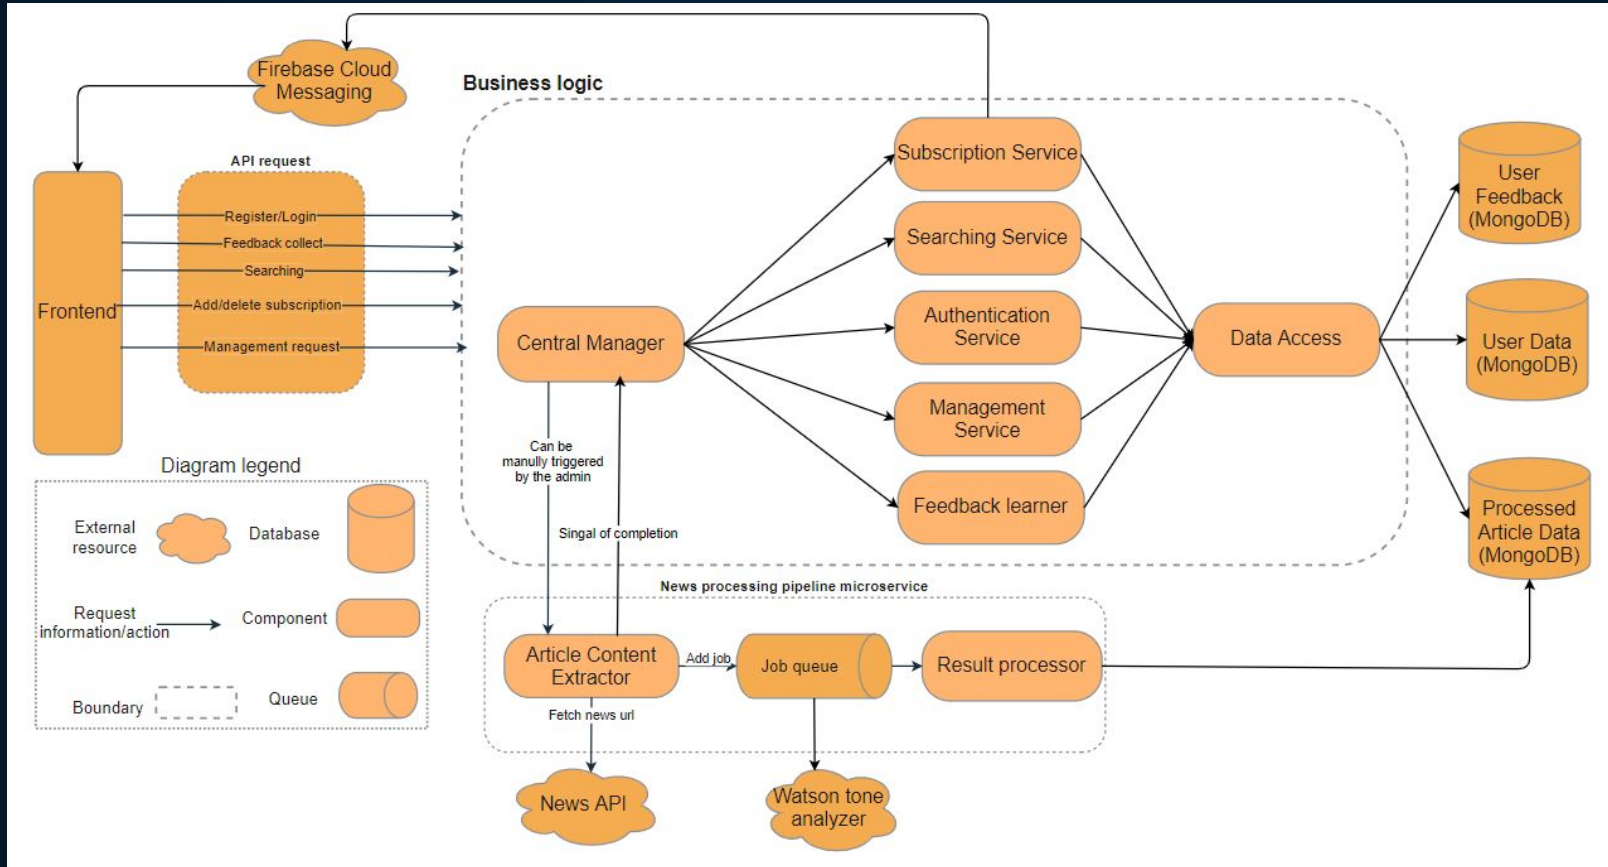 Firebase Cloud
Messaging
Business logic
API request
Register/Login
Feedback collect
Searching
Add/delete subscription
Management request
Frontend
Central Manager
Subscription Service
Searching Service
Authentication
Service
Management
Service
Feedback learner
Data Access
User
Feedback
(MongoDB)
User Data
(MongoDB)
Processed
Article Data
(MongoDB)
Can be
manully triggered
by the admin
Singal of completion
Diagram legend
External
resource
Database
Request
information/action
Component
Boundary
Queue
News processing pipeline microservice
Article Content
Extractor
Add job
Job queue
Result processor
Fetch news url
News API
Watson tone
analyzer